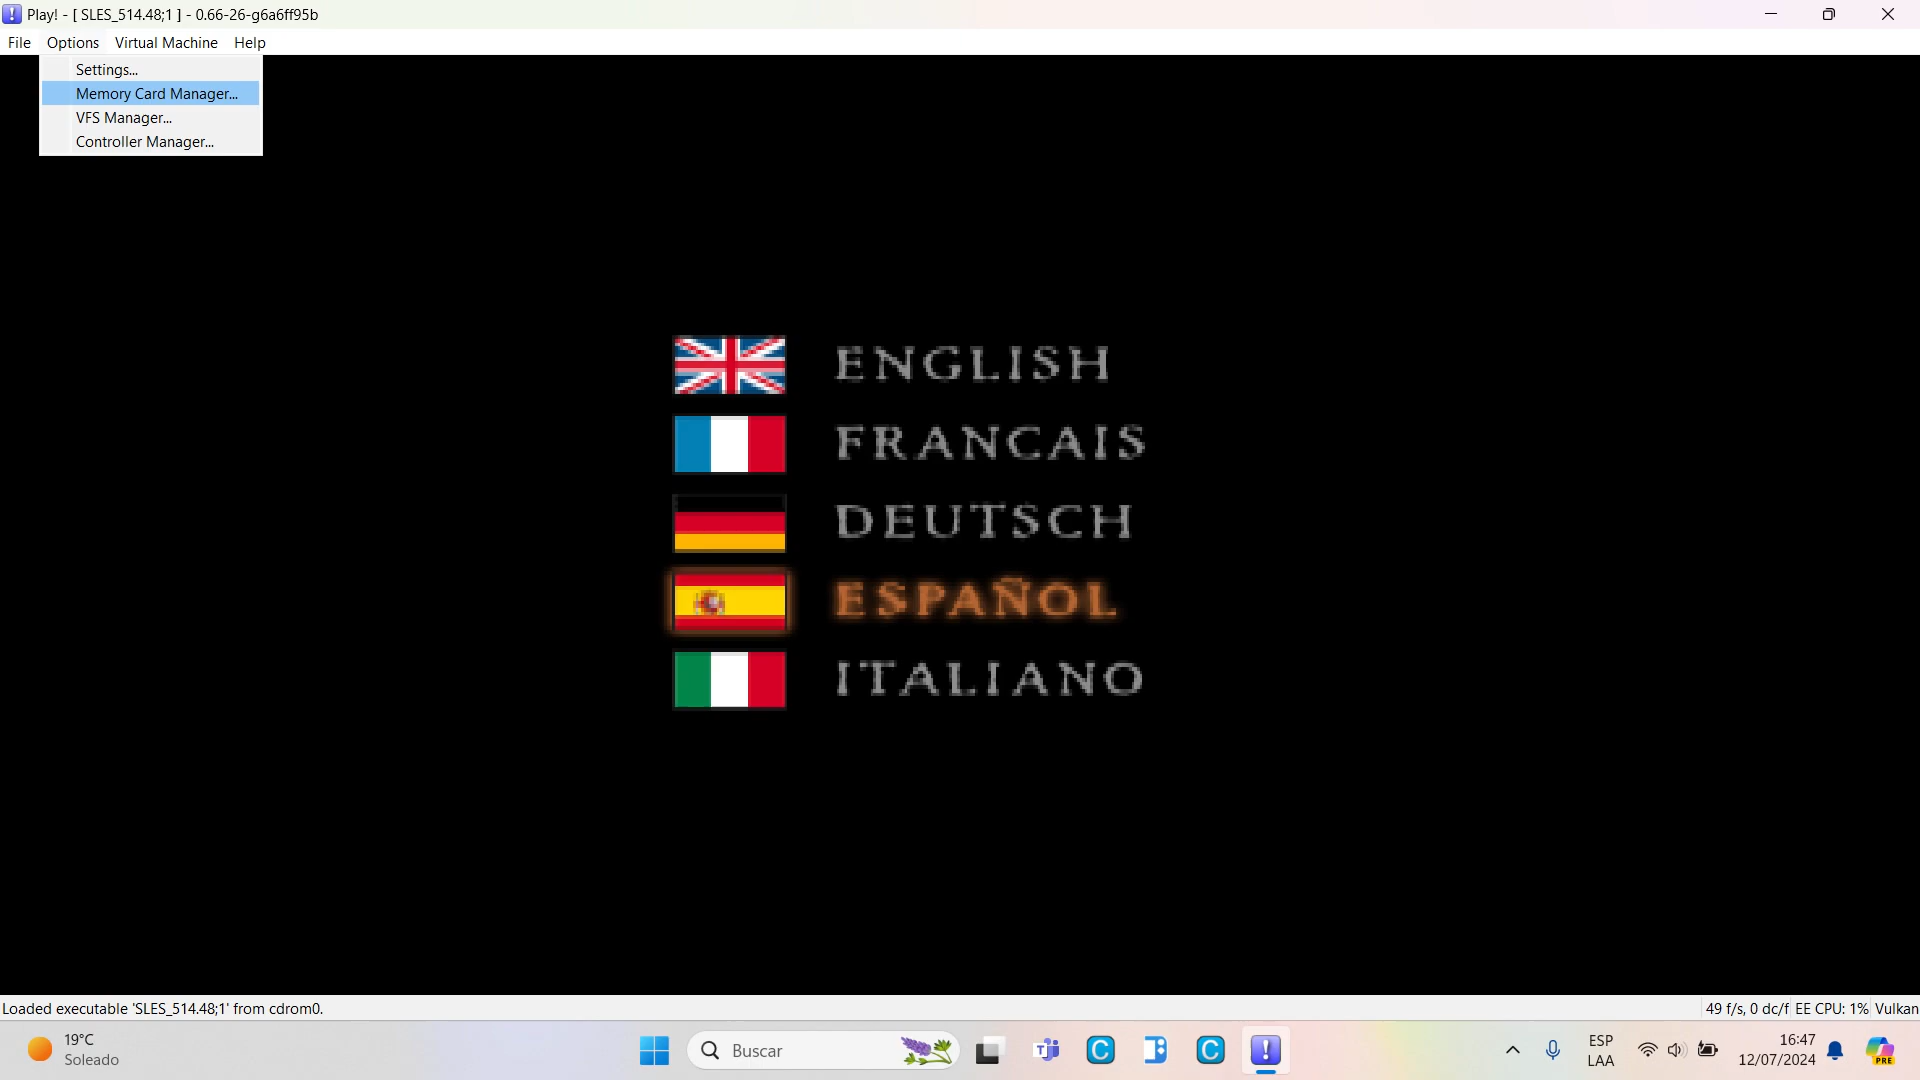 Play! - [ SLES_514.48;1 ] - 0.66-26-g6a6ff95b
File Options Virtual Machine Help
Settings...
Memory Card Manager...
VFS Manager...
Controller Manager...
ENGLISH
FRANCAIS
DEUTSCH
ESPAÑOL
ITALIANO
Loaded executable 'SLES_514.48;1' from cdrom0.
49 f/s, 0 dc/f EE CPU: 1% Vulkan
19°C
Soleado
Buscar
ESP
LAA
16:47
12/07/2024
PRE